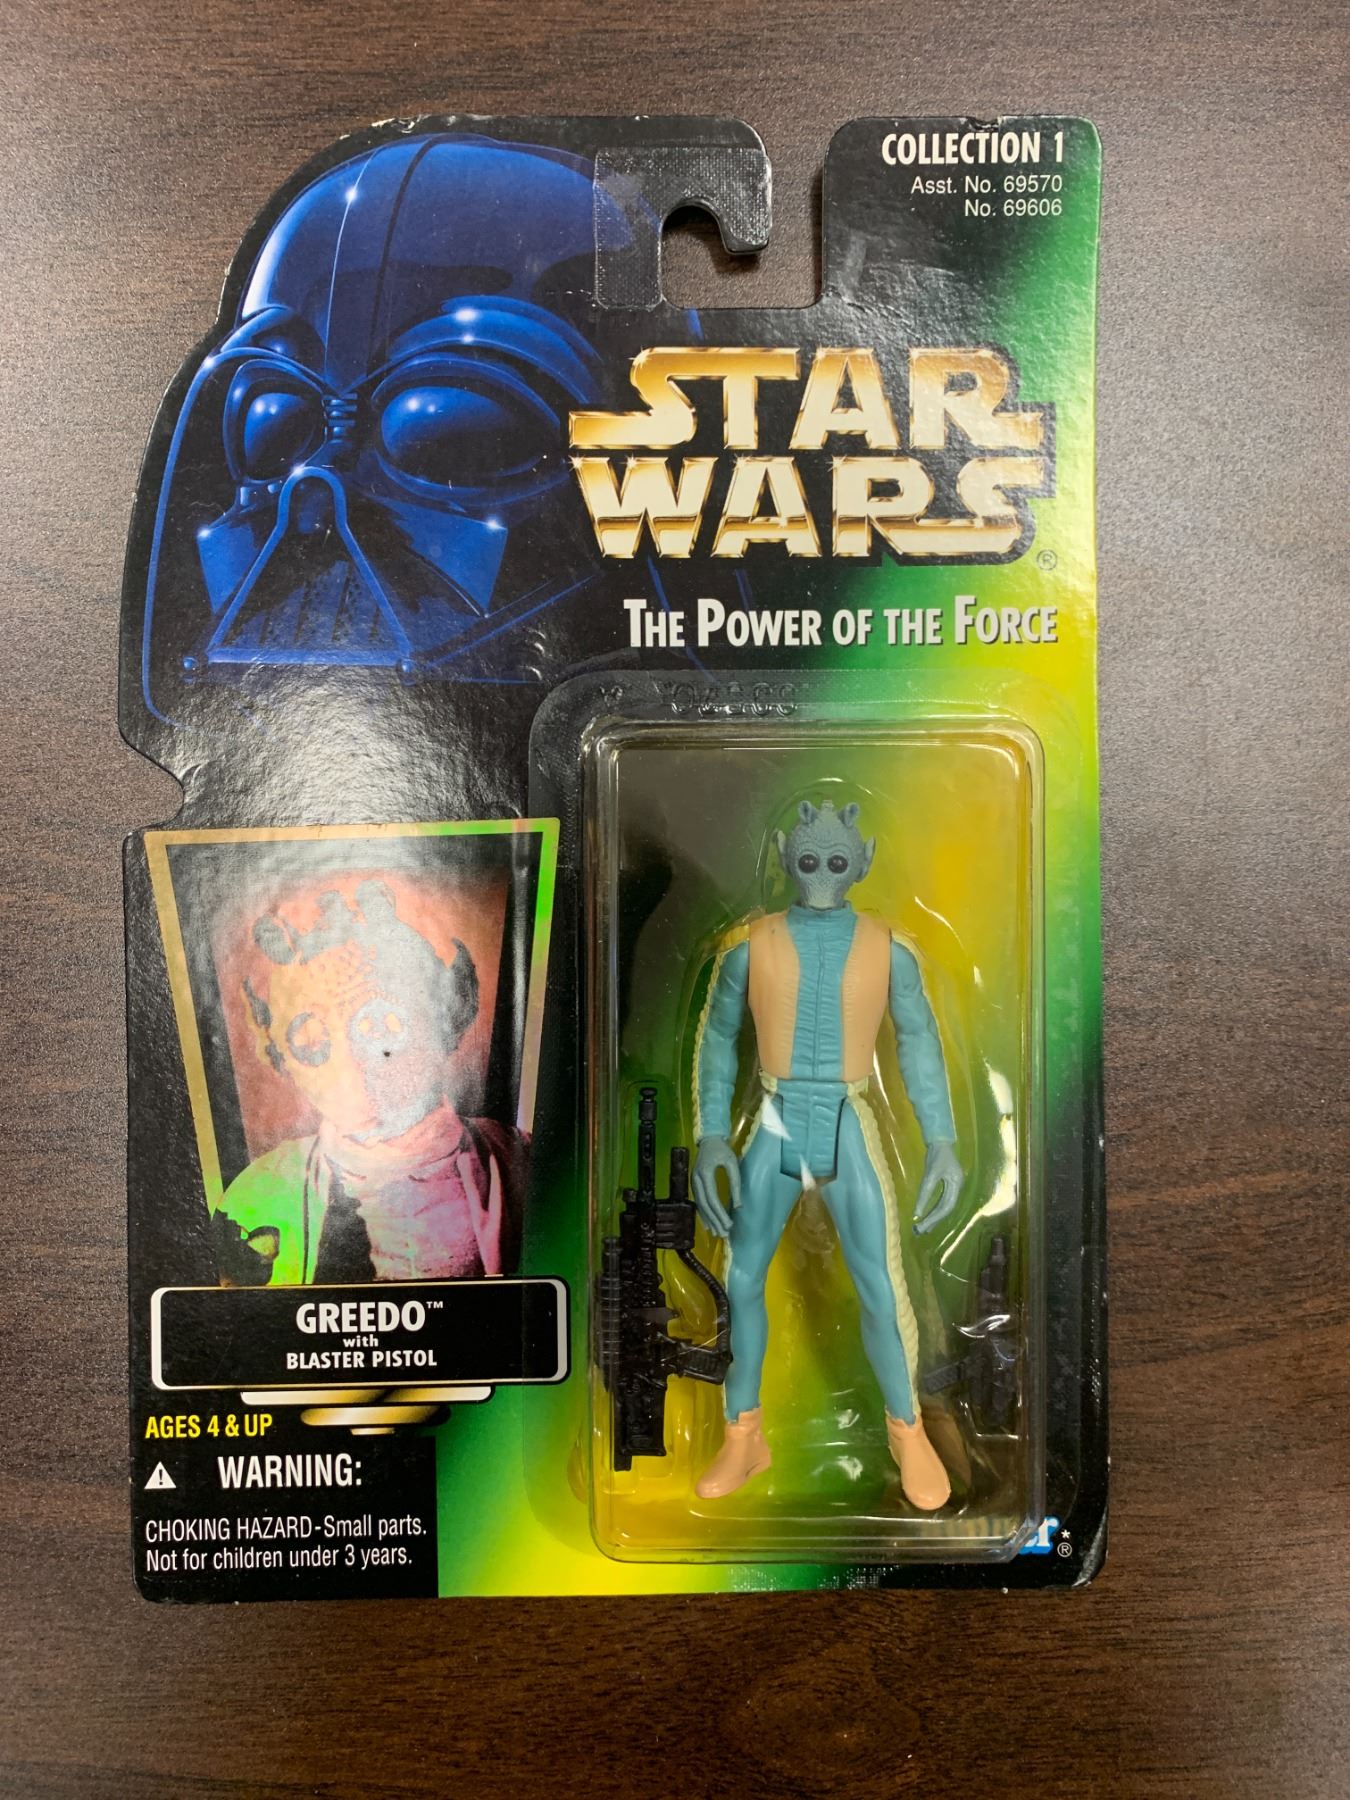 COLLECTION 1
Asst. No. 69570
No. 69606
STAR
WARS
®
THE POWER OF THE FORCE
GREEDO™
with
BLASTER PISTOL
AGES 4 & UP
WARNING:
CHOKING HAZARD-Small parts.
Not for children under 3 years.